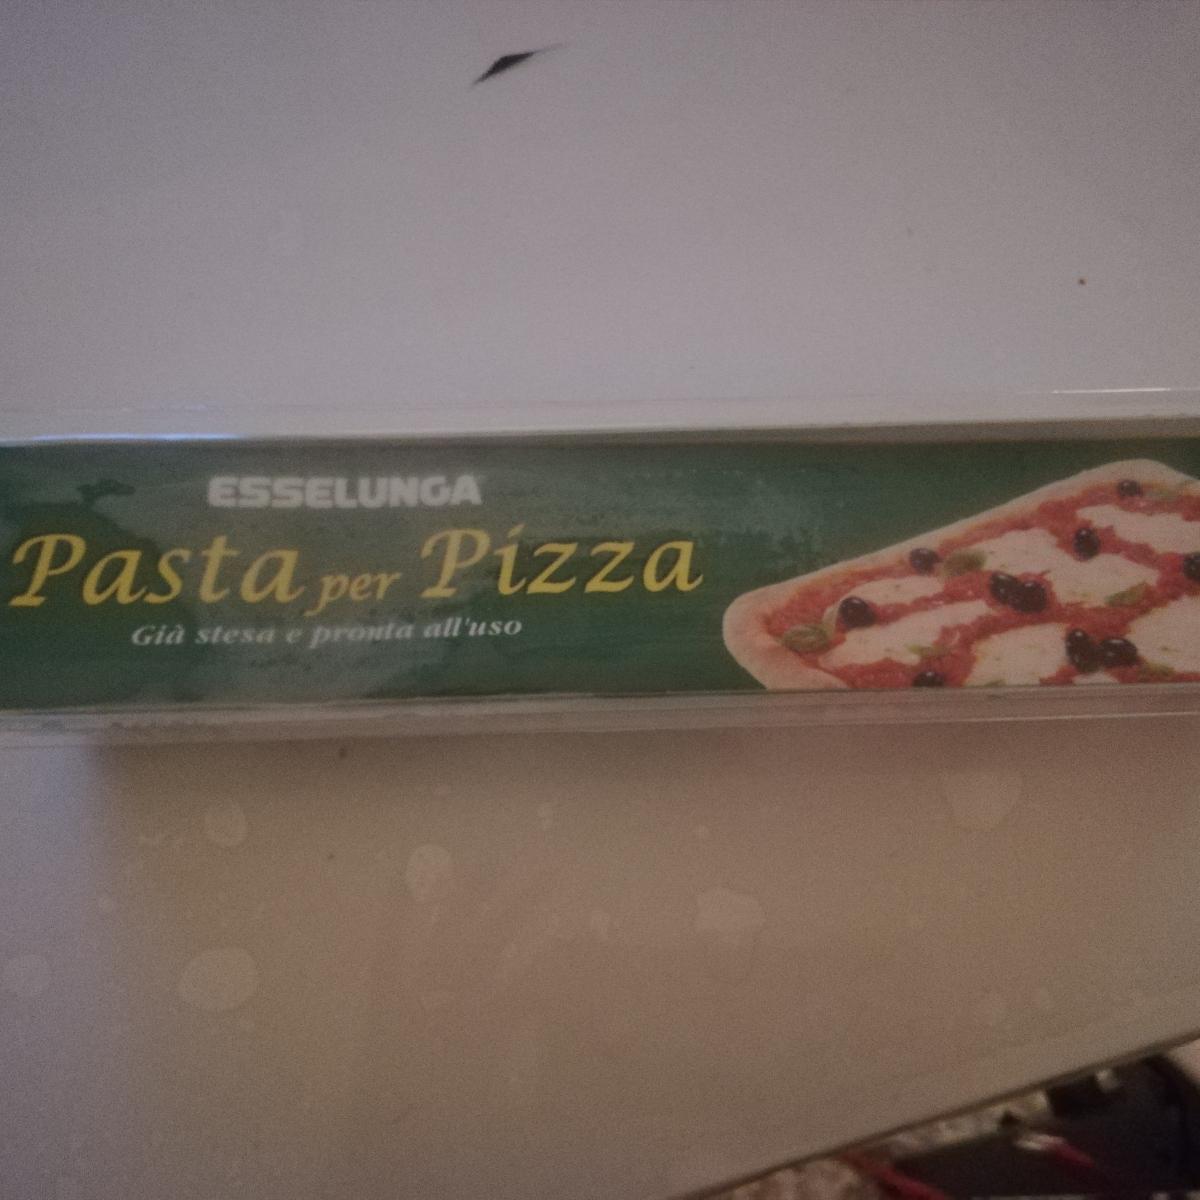 ESSELUNGA
Pasta per Pizza
Già stesa e pronta all'uso